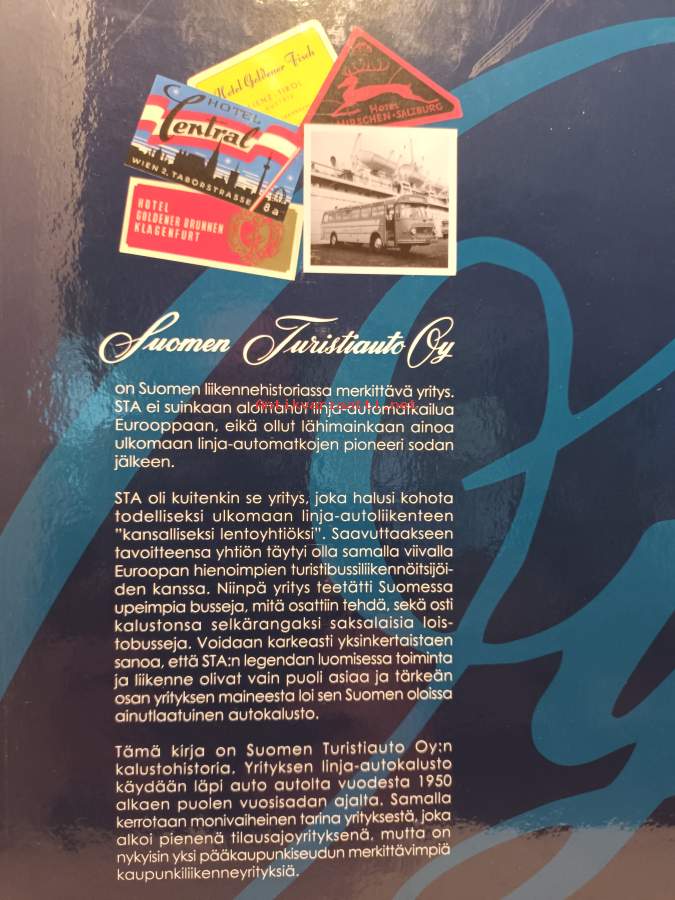 Hotel Goldener Fisch
LIENZ-TIROL
AUSTRIA
HOTEL
HIRSCHEN-SALZBURG
HOTEL
Central
WIEN 2, TABORSTRASSE 8a
HOTEL
GOLDENER BRUNNEN
KLAGENFURT
Suomen Turistiauto Oy
on Suomen liikennehistoriassa merkittävä yritys.
STA ei suinkaan aloittanut linja-automatkailua
Eurooppaan, eikä ollut lähimainkaan ainoa
ulkomaan linja-automatkojen pioneeri sodan
jälkeen.
STA oli kuitenkin se yritys, joka halusi kohota
todelliseksi ulkomaan linja-autoliikenteen
”kansalliseksi lentoyhtiöksi”. Saavuttaakseen
tavoitteensa yhtiön täytyi olla samalla viivalla
Euroopan hienoimpien turistibussiliikennöitsijöi-
den kanssa. Niinpä yritys teetätti Suomessa
upeimpia busseja, mitä osattiin tehdä, sekä osti
kalustonsa selkärangaksi saksalaisia lois-
tobusseja. Voidaan karkeasti yksinkertaistaen
sanoa, että STA:n legendan luomisessa toiminta
ja liikenne olivat vain puoli asiaa ja tärkeän
osan yrityksen maineesta loi sen Suomen oloissa
ainutlaatuinen autokalusto.
Tämä kirja on Suomen Turistiauto Oy:n
kalustohistoria. Yrityksen linja-autokalusto
käydään läpi auto autolta vuodesta 1950
alkaen puolen vuosisadan ajalta. Samalla
kerrotaan monivaiheinen tarina yrityksestä, joka
alkoi pienenä tilausajoyrityksenä, mutta on
nykyisin yksi pääkaupunkiseudun merkittävimpiä
kaupunkiliikenneyrityksiä.